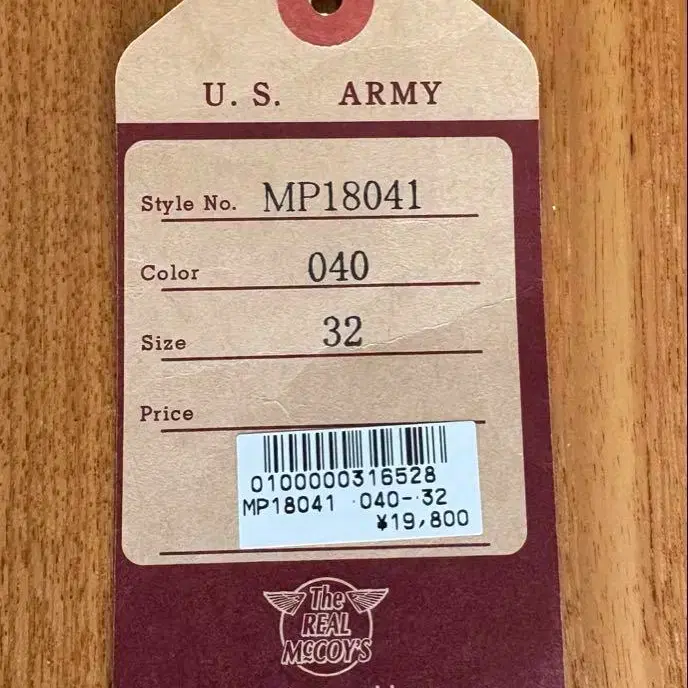 U. S. ARMY
Style No. MP18041
Color 040
Size 32
Price
0100000316528
MP18041 040- 32
¥19,800
The
REAL
McCOY'S